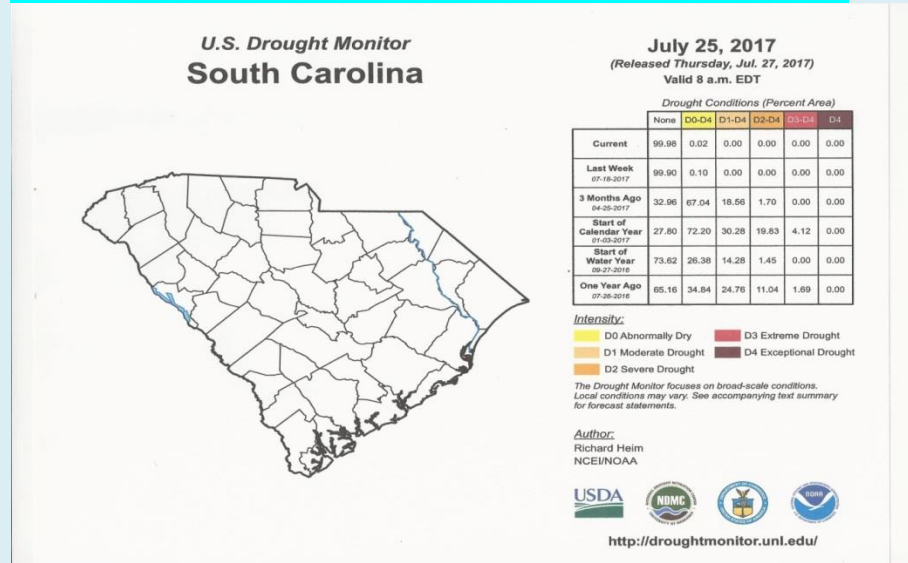 U.S. Drought Monitor
South Carolina
July 25, 2017
(Released Thursday, Jul. 27, 2017)
Valid 8 a.m. EDT
Drought Conditions (Percent Area)
None D0-D4 D1-D4 D2-D4 D3-D4 D4
Current 99.98 0.02 0.00 0.00 0.00 0.00
Last Week
07-18-2017 99.90 0.10 0.00 0.00 0.00 0.00
3 Months Ago
04-25-2017 32.96 67.04 18.56 1.70 0.00 0.00
Start of
Calendar Year
01-03-2017 27.80 72.20 30.28 19.83 4.12 0.00
Start of
Water Year
09-27-2016 73.62 26.38 14.28 1.45 0.00 0.00
One Year Ago
07-26-2016 65.16 34.84 24.76 11.04 1.69 0.00
Intensity:
D0 Abnormally Dry
D1 Moderate Drought
D2 Severe Drought
D3 Extreme Drought
D4 Exceptional Drought
The Drought Monitor focuses on broad-scale conditions.
Local conditions may vary. See accompanying text summary
for forecast statements.
Author:
Richard Heim
NCEI/NOAA
USDA
NDMC
NOAA
http://droughtmonitor.unl.edu/